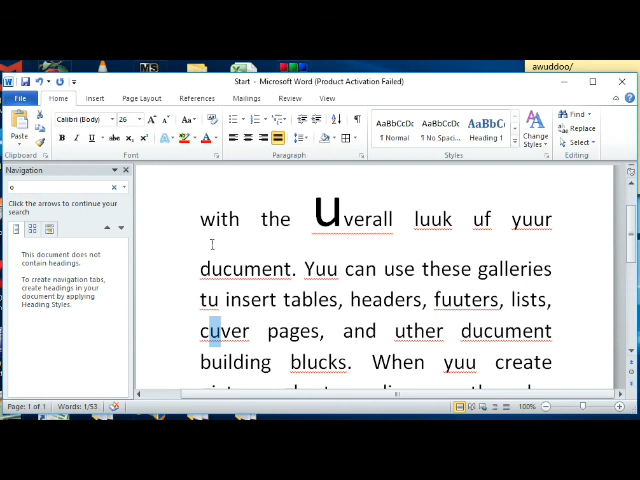 awuddoo/
Start - Microsoft Word (Product Activation Failed)
File Home Insert Page Layout References Mailings Review View
Calibri (Body) 26
Paste
Clipboard Font Paragraph Styles Editing
AaBbCcDc AaBbCcDc AaBbCc
¶ Normal ¶ No Spaci... Heading 1
Change Styles
Find
Replace
Select
Navigation
o
Click the arrows to continue your
search
This document does not
contain headings.
To create navigation tabs,
create headings in your
document by applying
Heading Styles.
with the uverall luuk uf yuur
ducument. Yuu can use these galleries
tu insert tables, headers, fuuters, lists,
cuver pages, and uther ducument
building blucks. When yuu create
Page: 1 of 1 Words: 1/53
100%